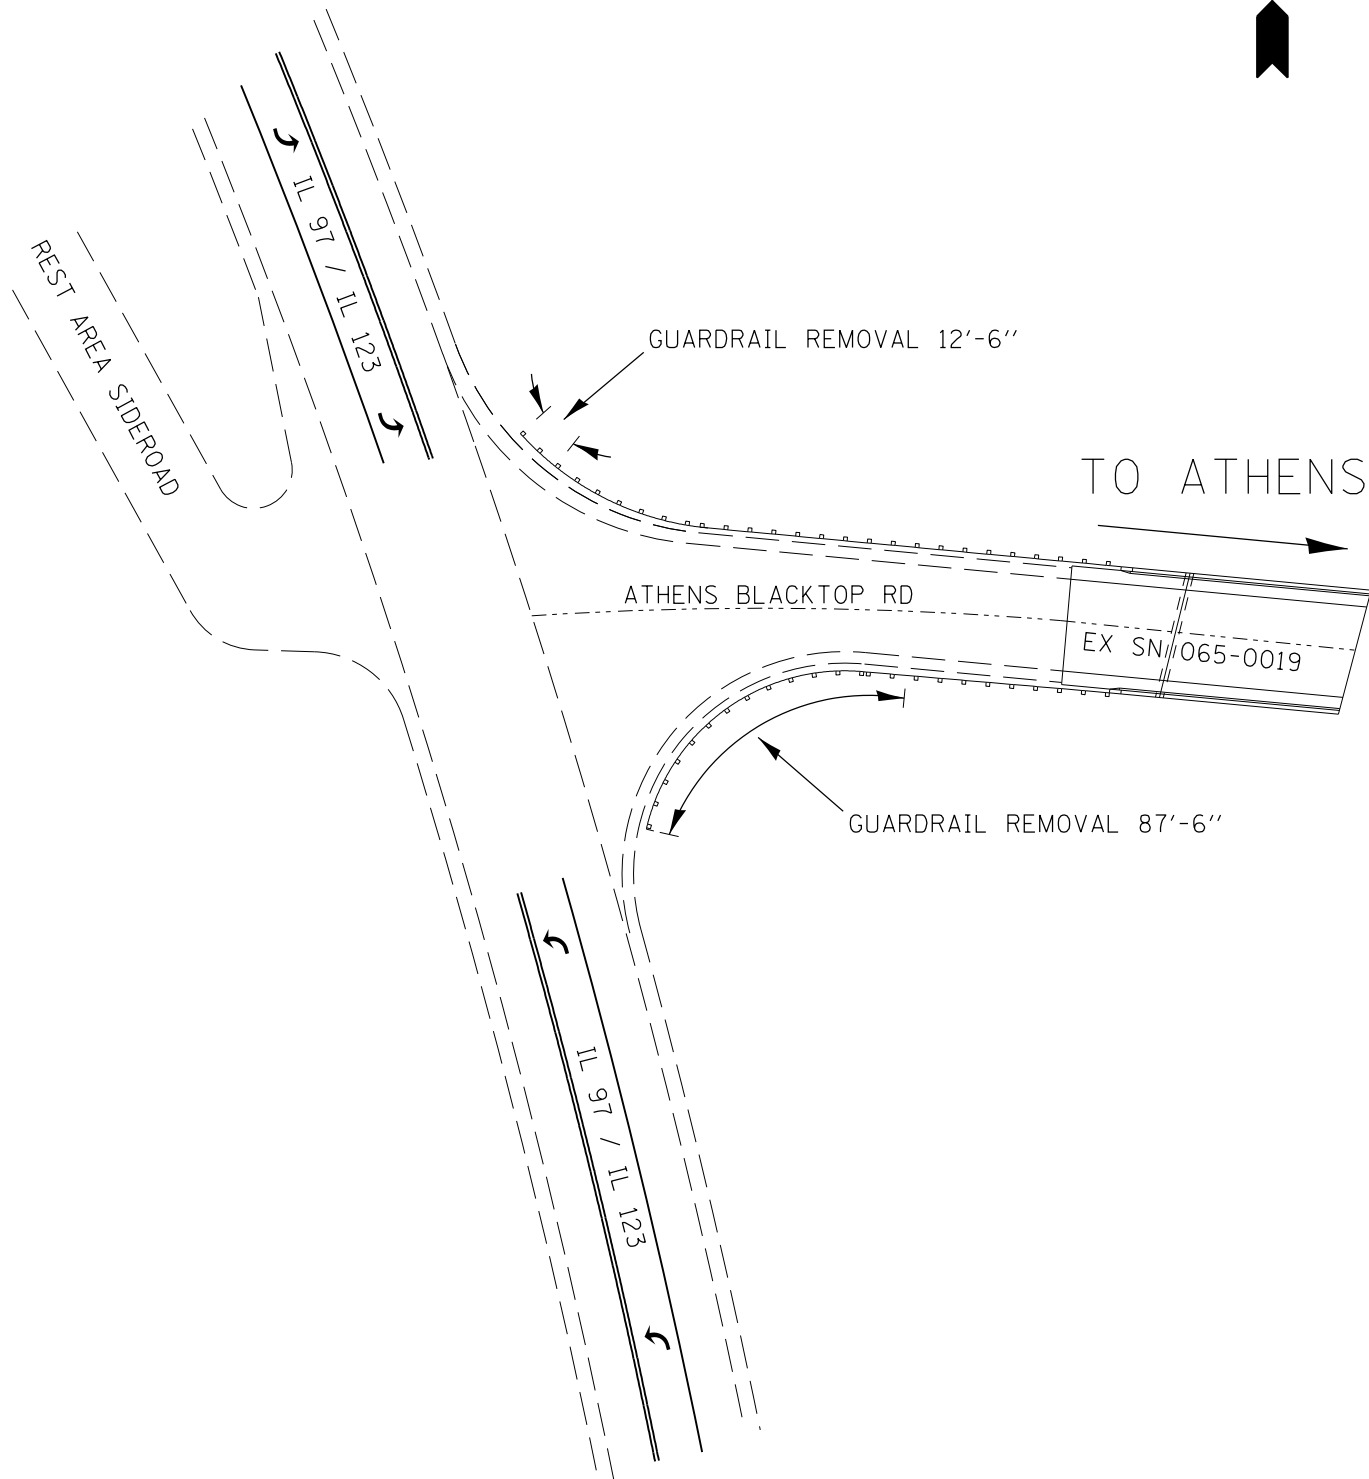 IL 97 / IL 123
REST AREA SIDEROAD
GUARDRAIL REMOVAL 12'-6''
TO ATHENS
ATHENS BLACKTOP RD
EX SN 065-0019
GUARDRAIL REMOVAL 87'-6''
IL 97 / IL 123